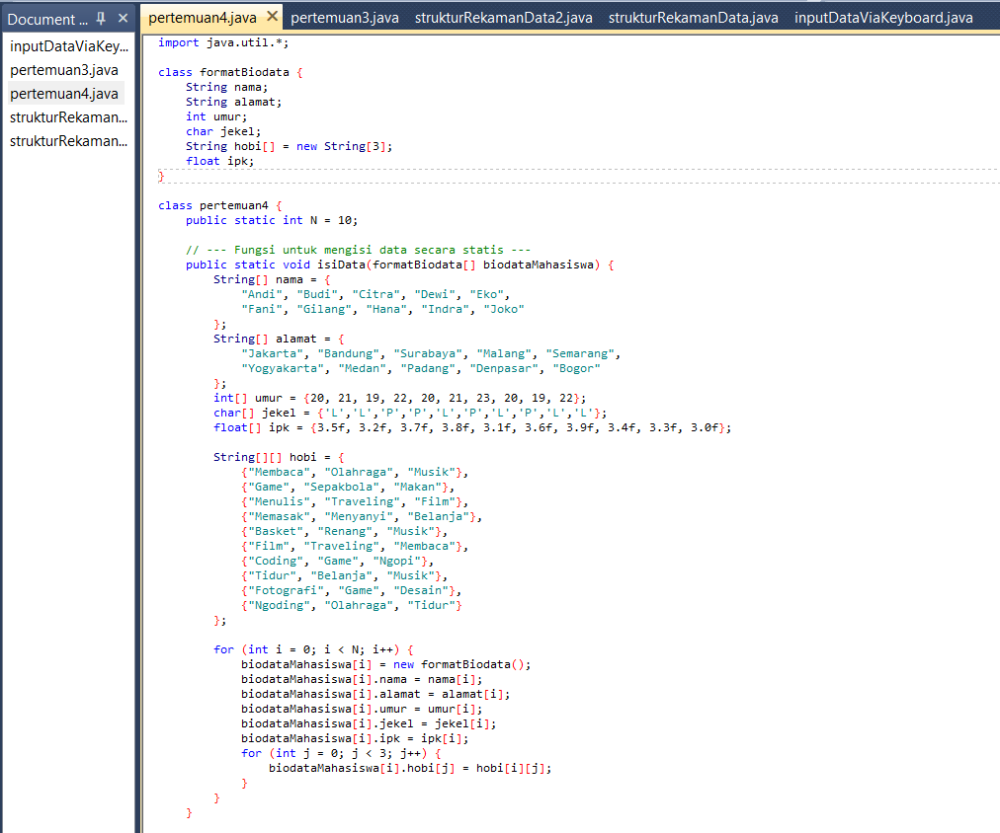 Document ...
pertemuan4.java pertemuan3.java strukturRekamanData2.java strukturRekamanData.java inputDataViaKeyboard.java
inputDataViaKey...
pertemuan3.java
pertemuan4.java
strukturRekaman...
strukturRekaman...
import java.util.*;
class formatBiodata {
    String nama;
    String alamat;
    int umur;
    char jekel;
    String hobi[] = new String[3];
    float ipk;
}
class pertemuan4 {
    public static int N = 10;
    // --- Fungsi untuk mengisi data secara statis ---
    public static void isiData(formatBiodata[] biodataMahasiswa) {
        String[] nama = {
            "Andi", "Budi", "Citra", "Dewi", "Eko",
            "Fani", "Gilang", "Hana", "Indra", "Joko"
        };
        String[] alamat = {
            "Jakarta", "Bandung", "Surabaya", "Malang", "Semarang",
            "Yogyakarta", "Medan", "Padang", "Denpasar", "Bogor"
        };
        int[] umur = {20, 21, 19, 22, 20, 21, 23, 20, 19, 22};
        char[] jekel = {'L','L','P','P','L','P','L','P','L','L'};
        float[] ipk = {3.5f, 3.2f, 3.7f, 3.8f, 3.1f, 3.6f, 3.9f, 3.4f, 3.3f, 3.0f};
        String[][] hobi = {
            {"Membaca", "Olahraga", "Musik"},
            {"Game", "Sepakbola", "Makan"},
            {"Menulis", "Traveling", "Film"},
            {"Memasak", "Menyanyi", "Belanja"},
            {"Basket", "Renang", "Musik"},
            {"Film", "Traveling", "Membaca"},
            {"Coding", "Game", "Ngopi"},
            {"Tidur", "Belanja", "Musik"},
            {"Fotografi", "Game", "Desain"},
            {"Ngoding", "Olahraga", "Tidur"}
        };
        for (int i = 0; i < N; i++) {
            biodataMahasiswa[i] = new formatBiodata();
            biodataMahasiswa[i].nama = nama[i];
            biodataMahasiswa[i].alamat = alamat[i];
            biodataMahasiswa[i].umur = umur[i];
            biodataMahasiswa[i].jekel = jekel[i];
            biodataMahasiswa[i].ipk = ipk[i];
            for (int j = 0; j < 3; j++) {
                biodataMahasiswa[i].hobi[j] = hobi[i][j];
            }
        }
    }